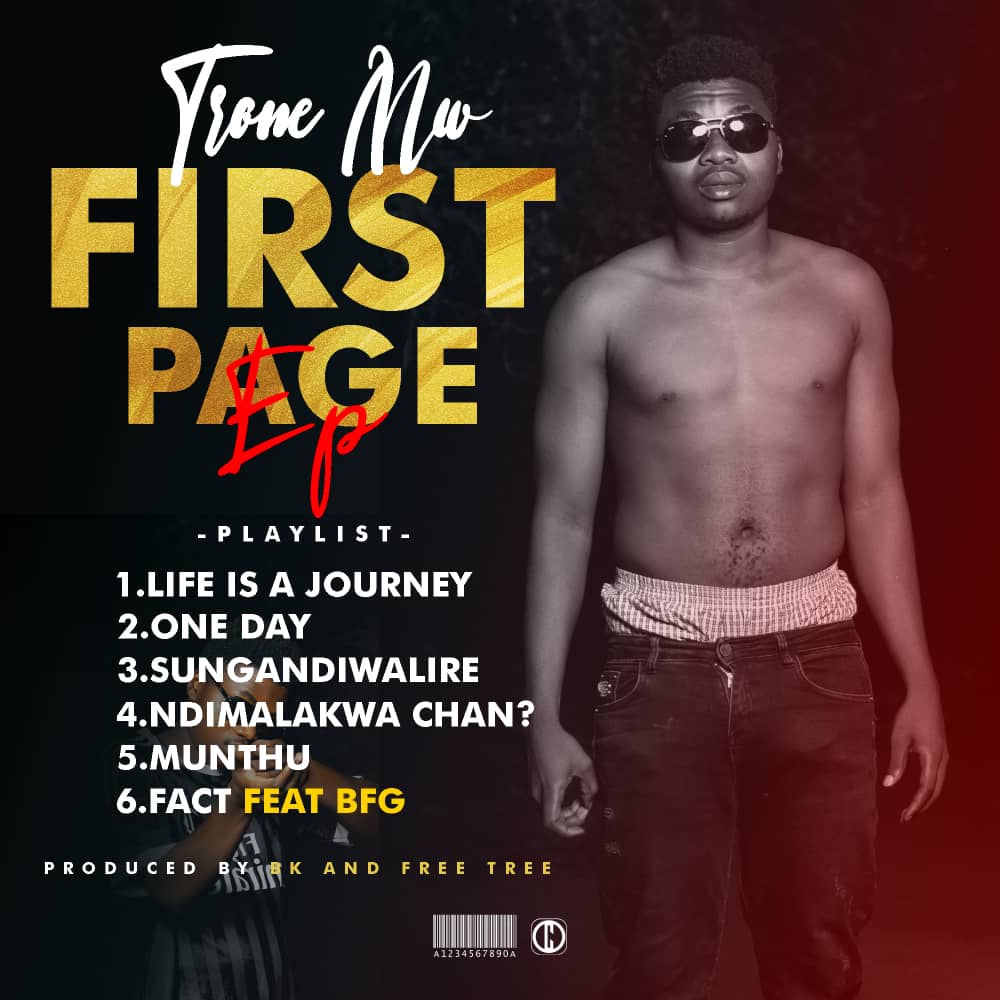 Trone Mw
FIRST
PAGE
Ep
-PLAYLIST-
1.LIFE IS A JOURNEY
2.ONE DAY
3.SUNGANDIWALIRE
4.NDIMALAKWA CHAN?
5.MUNTHU
6.FACT FEAT BFG
PRODUCED BY BK AND FREE TREE
A1234567890A